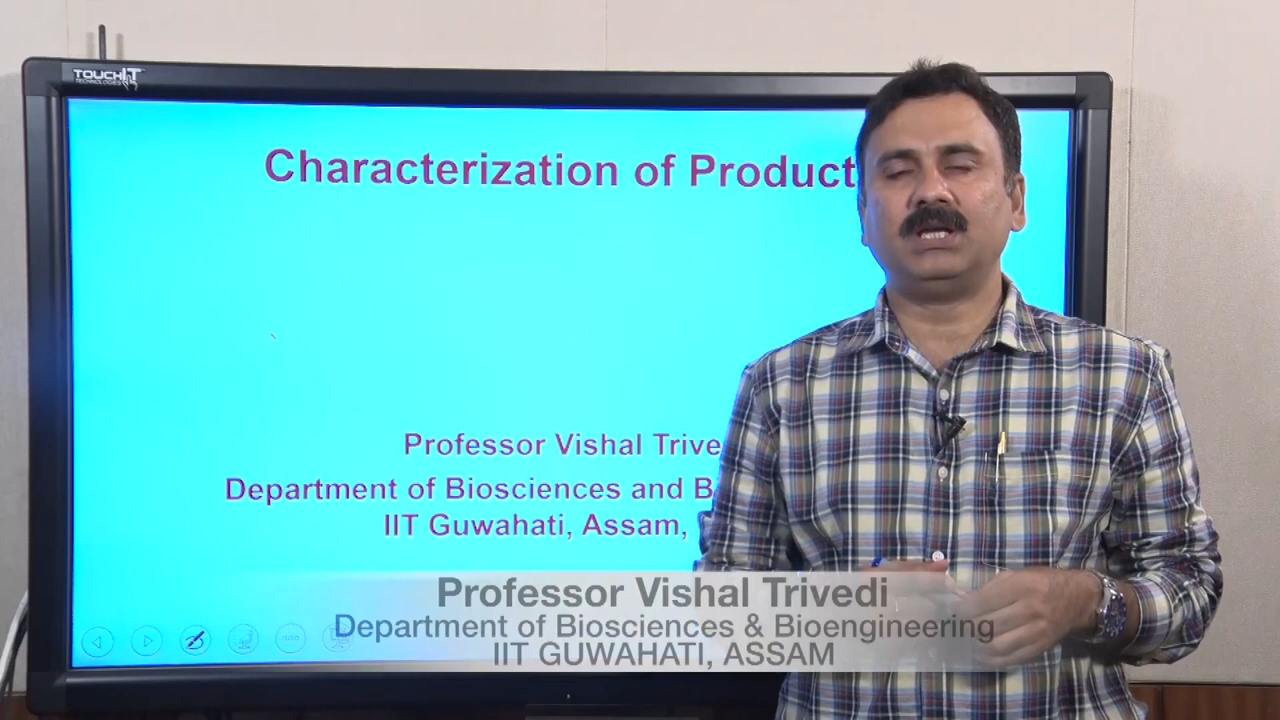 TOUCHIT
TECHNOLOGIES
Characterization of Product
Professor Vishal Trive
Department of Biosciences and B
IIT Guwahati, Assam,
Professor Vishal Trivedi
Department of Biosciences & Bioengineering
IIT GUWAHATI, ASSAM